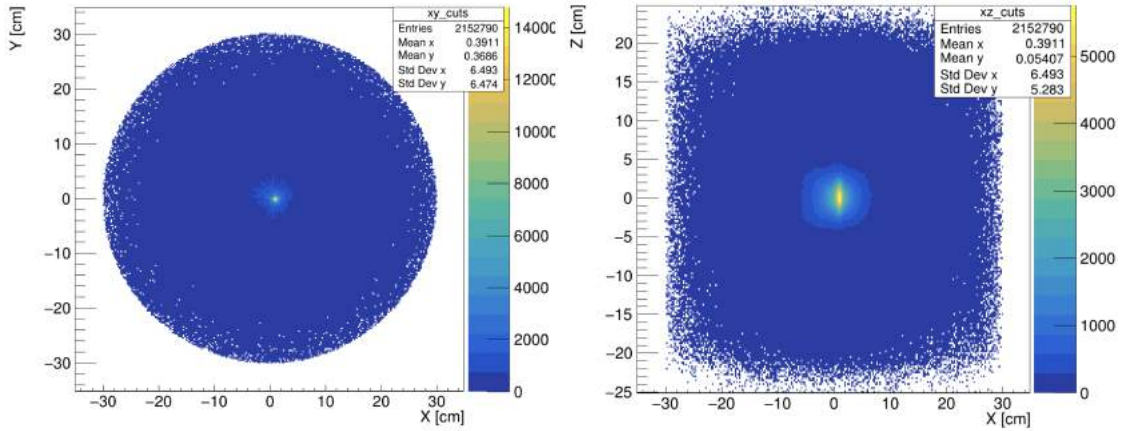 Y [cm]
30
20
10
0
−10
−20
−30
−30 −20 −10 0 10 20 30
X [cm]
xy_cuts
Entries 2152790
Mean x 0.3911
Mean y 0.3686
Std Dev x 6.493
Std Dev y 6.474
14000
12000
10000
8000
6000
4000
2000
0
Z [cm]
25
20
15
10
5
0
−5
−10
−15
−20
−25
−30 −20 −10 0 10 20 30
X [cm]
xz_cuts
Entries 2152790
Mean x 0.3911
Mean y 0.05407
Std Dev x 6.493
Std Dev y 5.283
5000
4000
3000
2000
1000
0